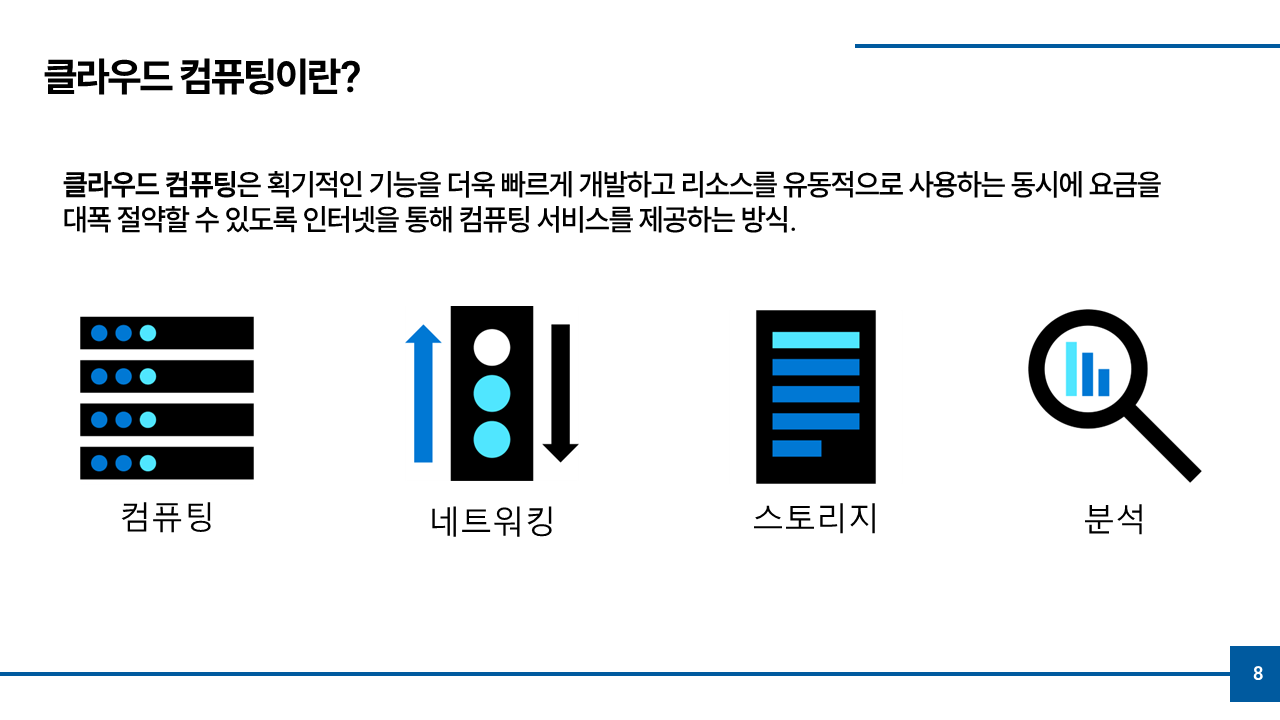 클라우드 컴퓨팅이란?
클라우드 컴퓨팅은 획기적인 기능을 더욱 빠르게 개발하고 리소스를 유동적으로 사용하는 동시에 요금을
대폭 절약할 수 있도록 인터넷을 통해 컴퓨팅 서비스를 제공하는 방식.
컴퓨팅
네트워킹
스토리지
분석
8